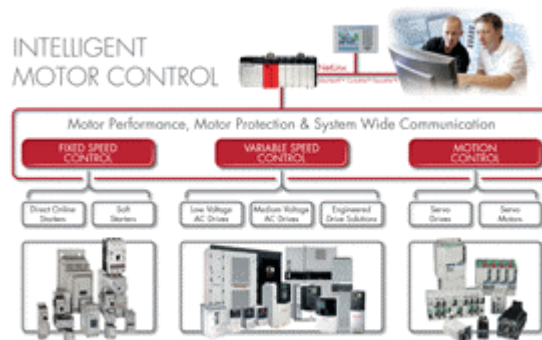 INTELLIGENT
MOTOR CONTROL
NetLinx
Motor Performance, Motor Protection & System Wide Communication
FIXED SPEED
CONTROL
VARIABLE SPEED
CONTROL
MOTION
CONTROL
Direct Online
Starters
Soft
Starters
Low Voltage
AC Drives
Medium Voltage
AC Drives
Engineered
Drive Solutions
Servo
Drives
Servo
Motors